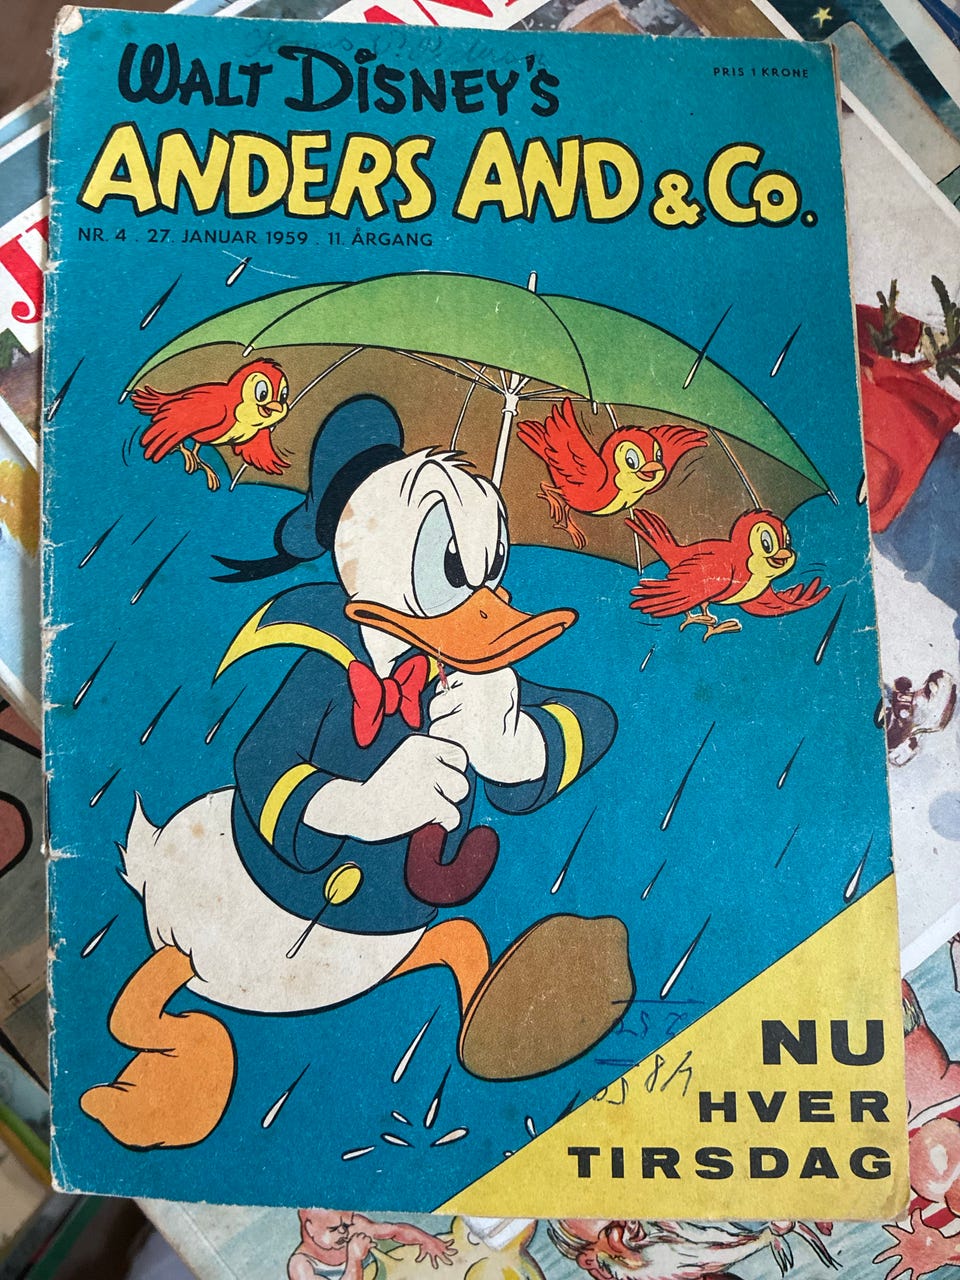 WALT DISNEY'S
PRIS 1 KRONE
ANDERS AND & Co.
NR. 4 . 27. JANUAR 1959 . 11. ÅRGANG
NU
HVER
TIRSDAG